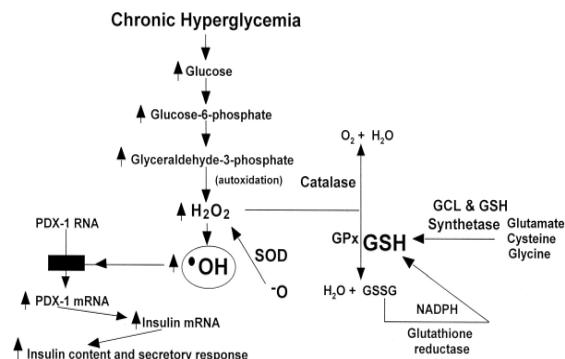 Chronic Hyperglycemia
Glucose
Glucose-6-phosphate
Glyceraldehyde-3-phosphate
(autoxidation)
H₂O₂
•OH
SOD
⁻O
PDX-1 RNA
PDX-1 mRNA
Insulin mRNA
Insulin content and secretory response
O₂ + H₂O
Catalase
GPx
GSH
H₂O + GSSG
GCL & GSH
Synthetase
Glutamate
Cysteine
Glycine
NADPH
Glutathione
reductase